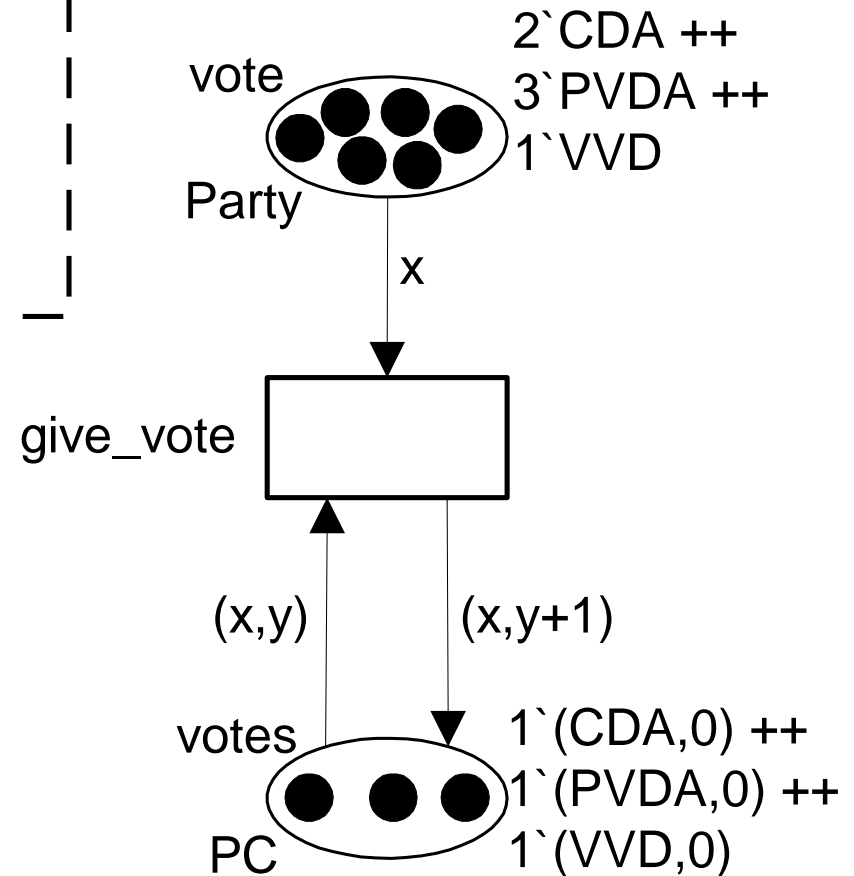 2`CDA ++
vote
3`PVDA ++
1`VVD
Party
x
give_vote
(x,y)
(x,y+1)
votes
1`(CDA,0) ++
1`(PVDA,0) ++
PC
1`(VVD,0)